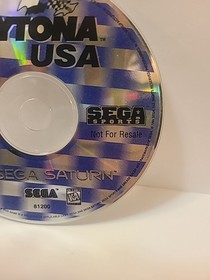 YTONA
USA
SEGA
SPORTS
Not For Resale
SEGA SATURN
SEGA
81200